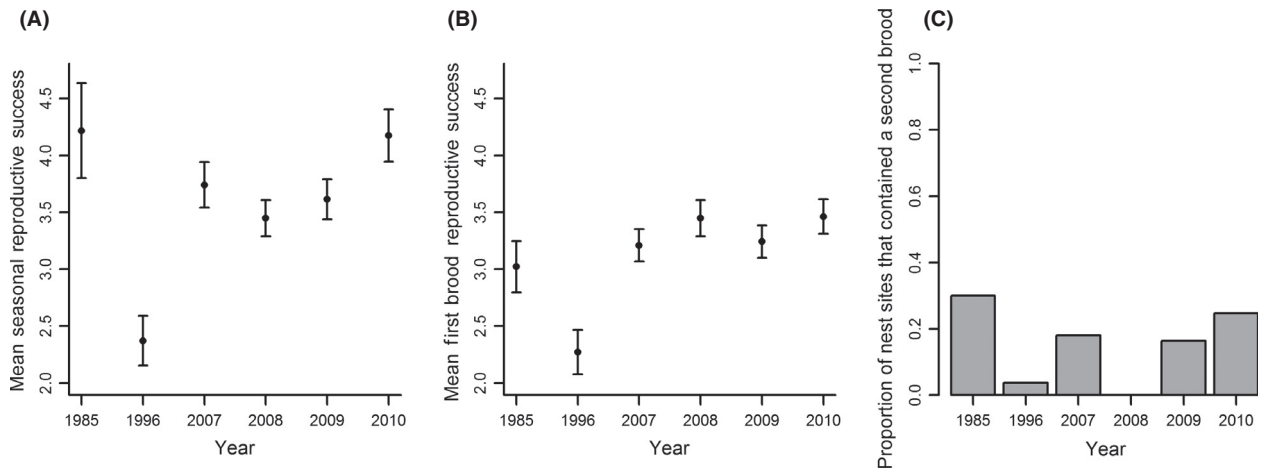 (A)
Mean seasonal reproductive success
4.5
4.0
3.5
3.0
2.5
2.0
1985 1996 2007 2008 2009 2010
Year
(B)
Mean first brood reproductive success
4.5
4.0
3.5
3.0
2.5
2.0
1985 1996 2007 2008 2009 2010
Year
(C)
Proportion of nest sites that contained a second brood
1.0
0.8
0.6
0.4
0.2
0.0
1985 1996 2007 2008 2009 2010
Year